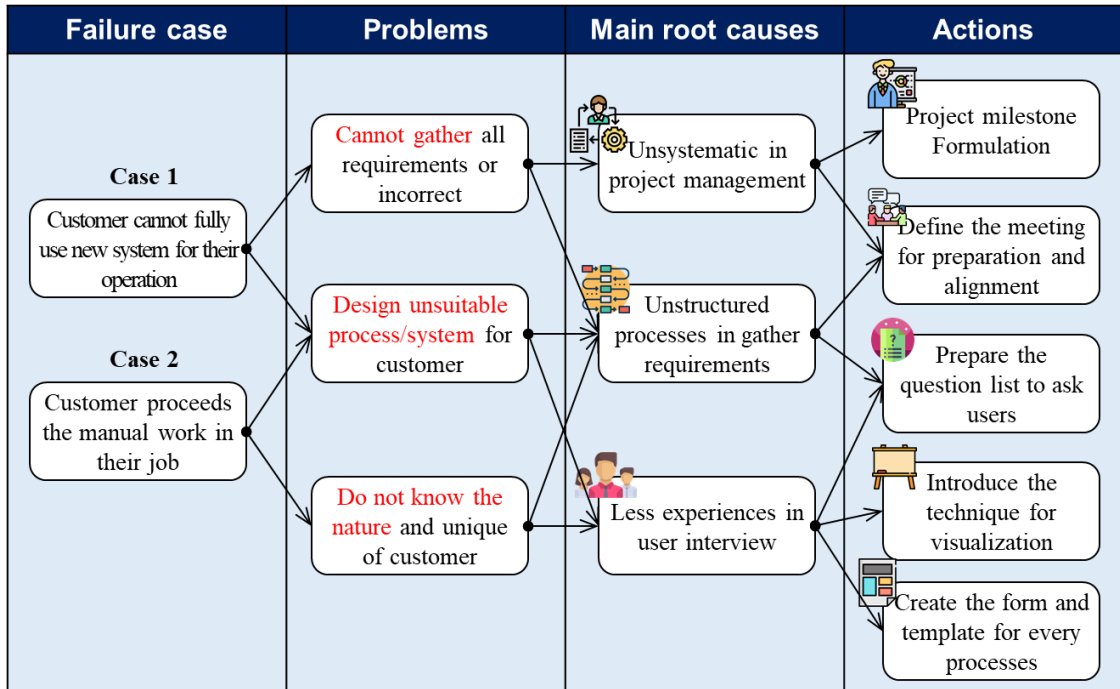 Failure case
Problems
Main root causes
Actions
Case 1
Customer cannot fully
use new system for their
operation
Case 2
Customer proceeds
the manual work in
their job
Cannot gather all
requirements or
incorrect
Design unsuitable
process/system for
customer
Do not know the
nature and unique
of customer
Unsystematic in
project management
Unstructured
processes in gather
requirements
Less experiences in
user interview
Project milestone
Formulation
Define the meeting
for preparation and
alignment
?
Prepare the
question list to ask
users
Introduce the
technique for
visualization
Create the form and
template for every
processes